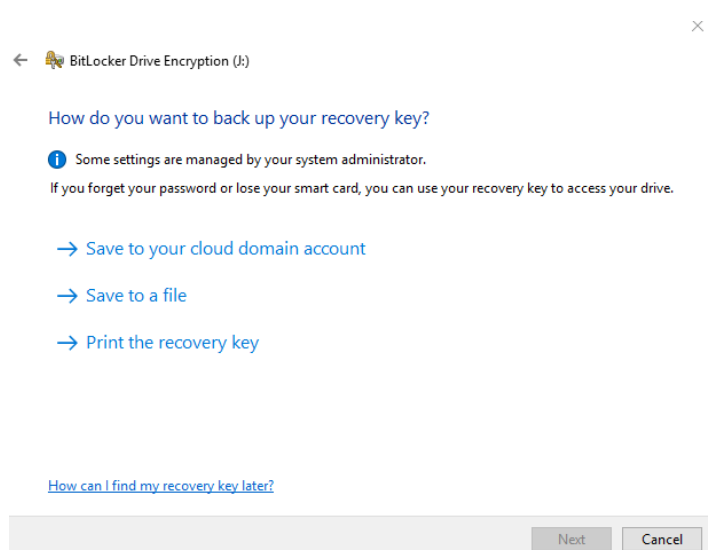 BitLocker Drive Encryption (J:)
How do you want to back up your recovery key?
Some settings are managed by your system administrator.
If you forget your password or lose your smart card, you can use your recovery key to access your drive.
Save to your cloud domain account
Save to a file
Print the recovery key
How can I find my recovery key later?
Next
Cancel